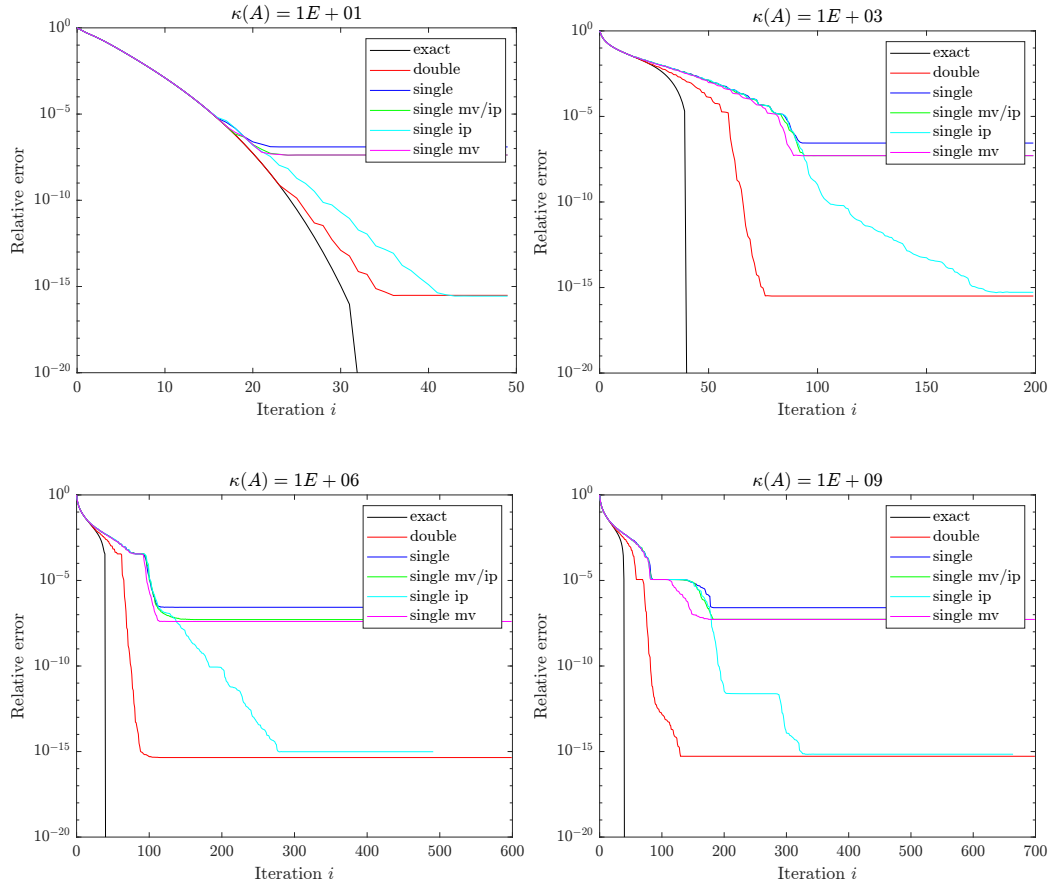 κ(A) = 1E + 01
Relative error
10^0
10^-5
10^-10
10^-15
10^-20
exact
double
single
single mv/ip
single ip
single mv
0 10 20 30 40 50
Iteration i
κ(A) = 1E + 03
Relative error
10^0
10^-5
10^-10
10^-15
10^-20
exact
double
single
single mv/ip
single ip
single mv
0 50 100 150 200
Iteration i
κ(A) = 1E + 06
Relative error
10^0
10^-5
10^-10
10^-15
10^-20
exact
double
single
single mv/ip
single ip
single mv
0 100 200 300 400 500 600
Iteration i
κ(A) = 1E + 09
Relative error
10^0
10^-5
10^-10
10^-15
10^-20
exact
double
single
single mv/ip
single ip
single mv
0 100 200 300 400 500 600 700
Iteration i